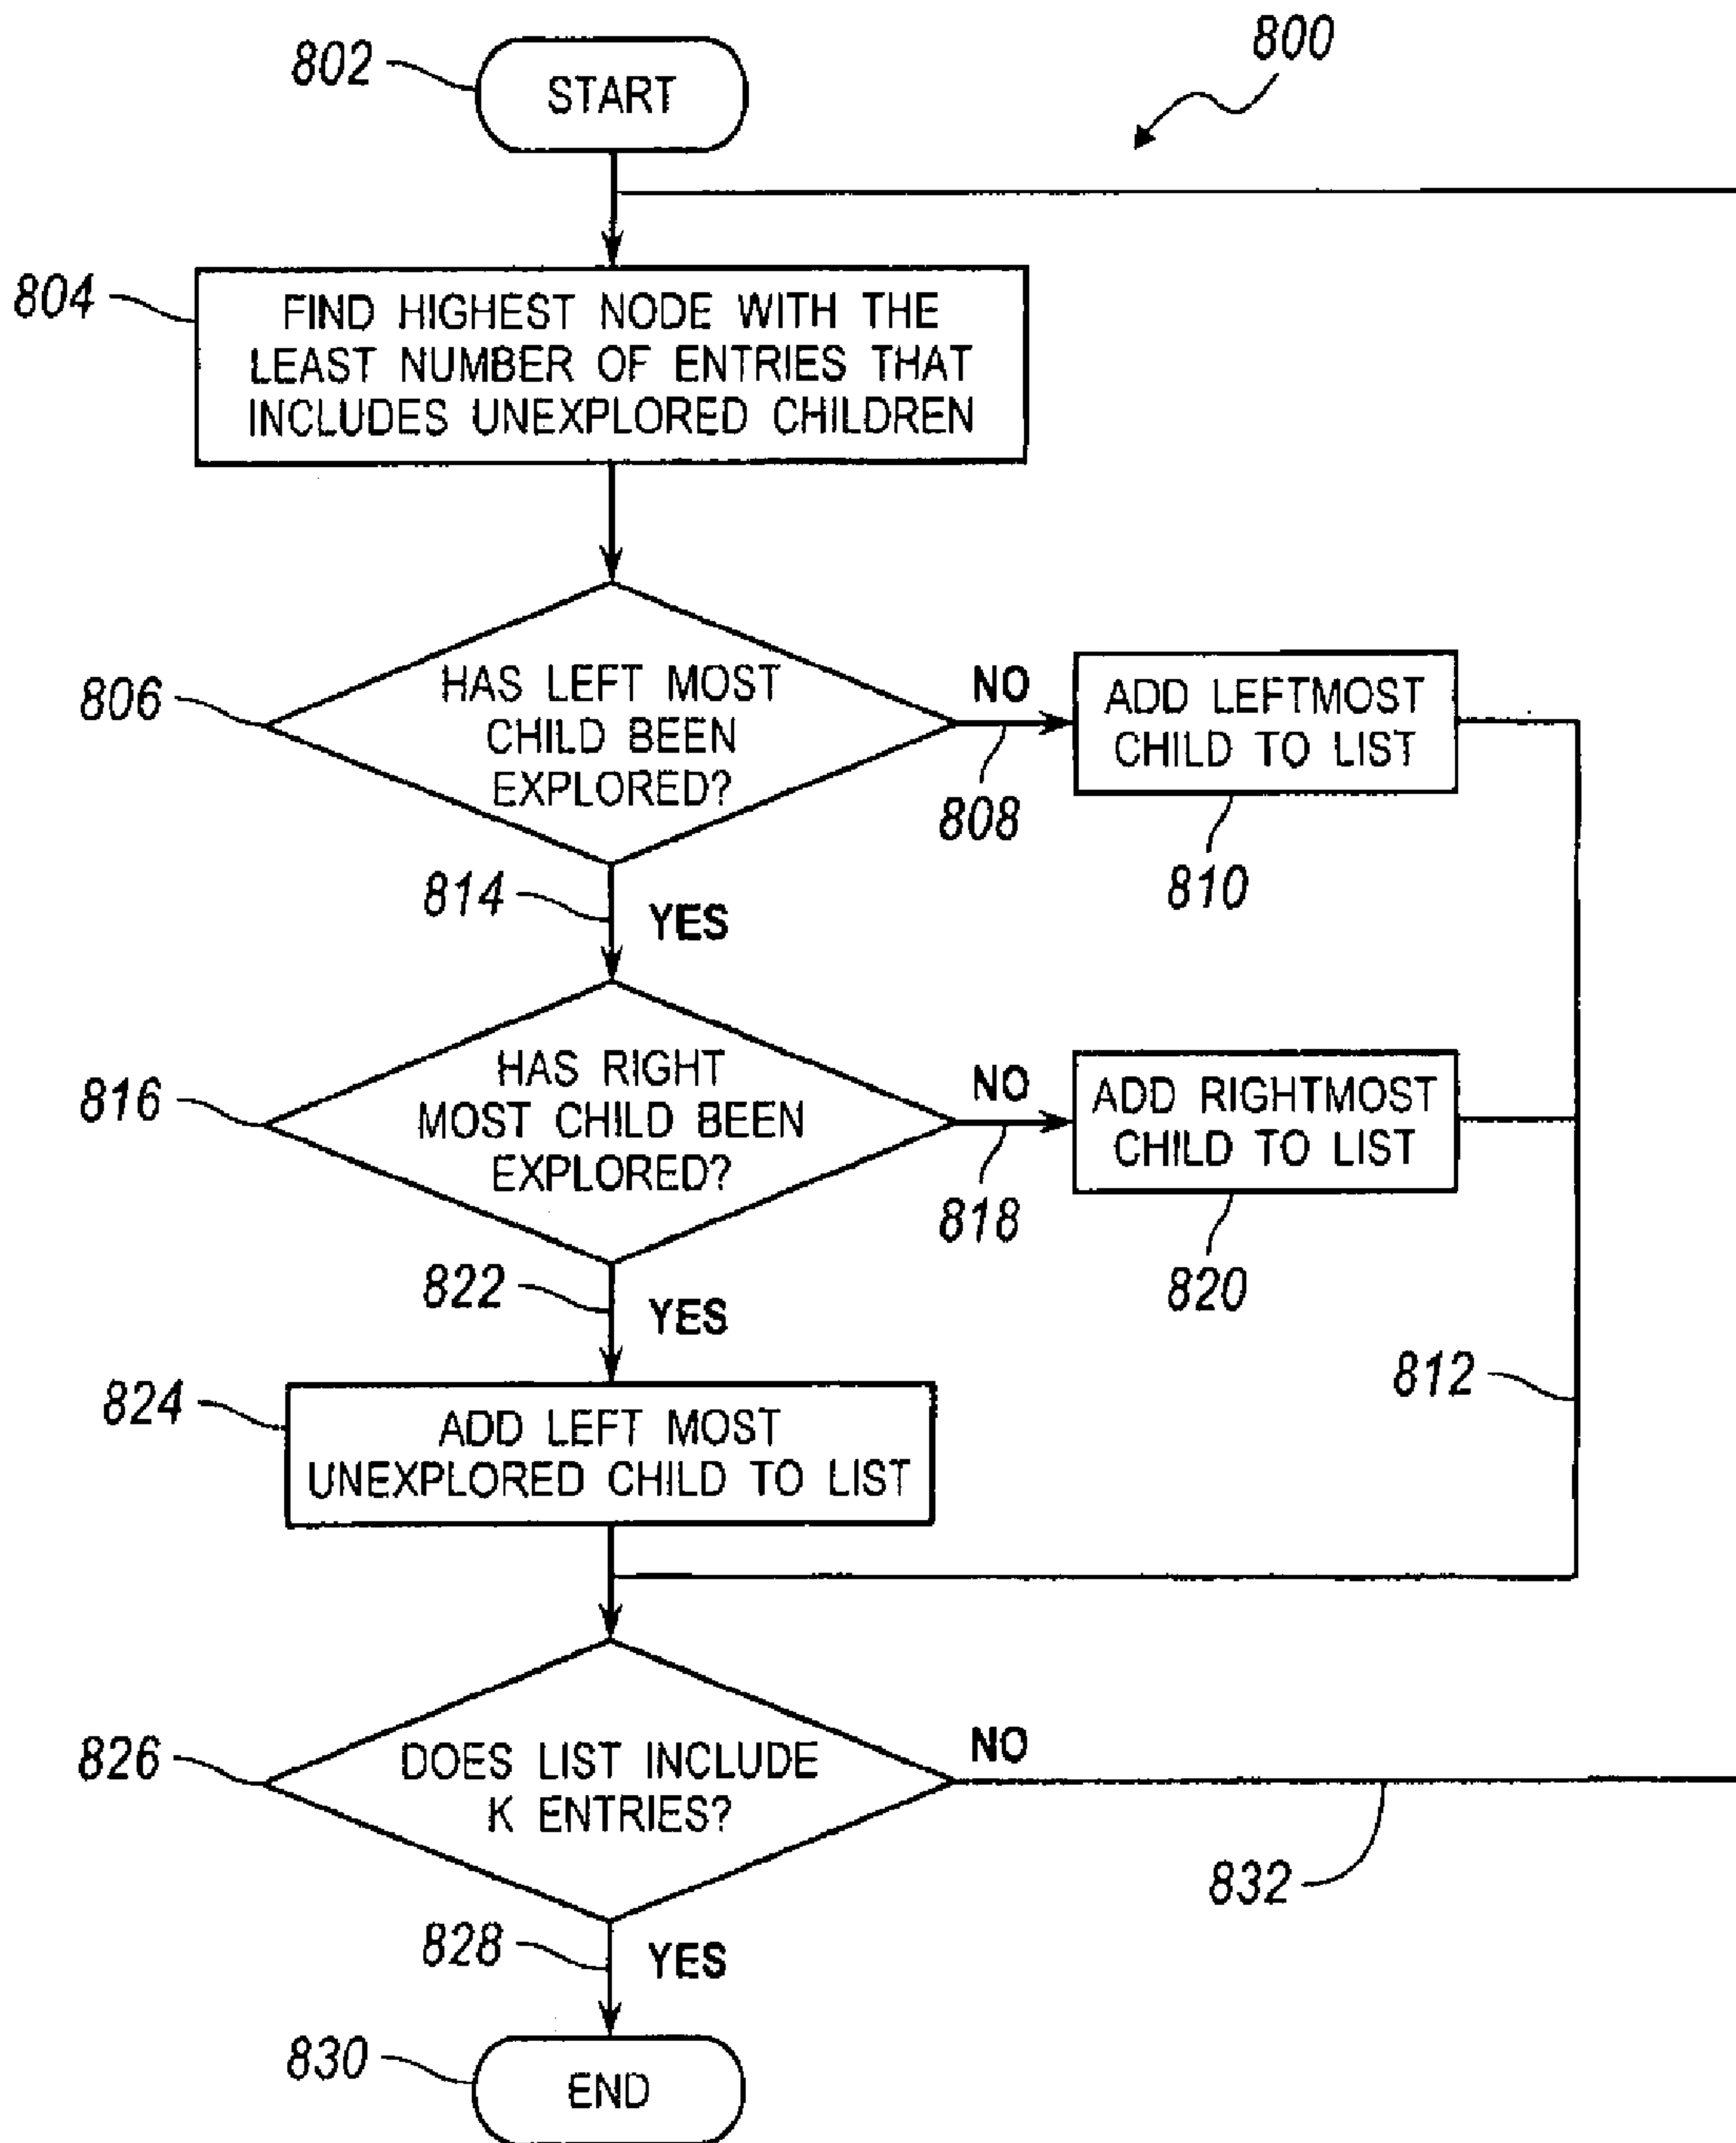 800
802
START
804
FIND HIGHEST NODE WITH THE
LEAST NUMBER OF ENTRIES THAT
INCLUDES UNEXPLORED CHILDREN
806
HAS LEFT MOST
CHILD BEEN
EXPLORED?
NO
808
ADD LEFTMOST
CHILD TO LIST
810
814
YES
816
HAS RIGHT
MOST CHILD BEEN
EXPLORED?
NO
818
ADD RIGHTMOST
CHILD TO LIST
820
822
YES
812
824
ADD LEFT MOST
UNEXPLORED CHILD TO LIST
826
DOES LIST INCLUDE
K ENTRIES?
NO
832
828
YES
830
END